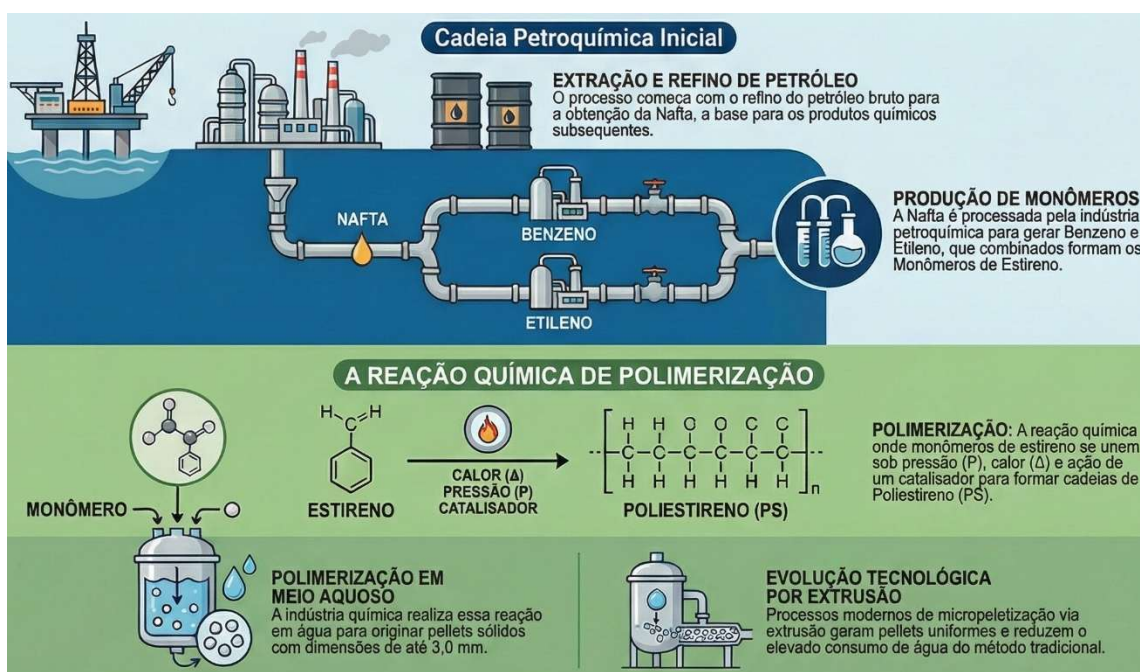 Cadeia Petroquímica Inicial
EXTRAÇÃO E REFINO DE PETRÓLEO
O processo comeca com o refino do petróleo bruto para
a obtenção da Nafta, a base para os produtos químicos
subsequentes.
NAFTA
BENZENO
ETILENO
PRODUÇÃO DE MONÔMEROS
A Nafta é processada pela indústria
petroquímica para gerar Benzeno e
Etileno, que combinados formam os
Monômeros de Estireno.
A REAÇÃO QUÍMICA DE POLIMERIZAÇÃO
MONÔMERO
H C H
ESTIRENO
CALOR (Δ)
PRESSÃO (P)
CATALISADOR
H H O O C C
C C C C C C
H H H H H H
n
POLIESTIRENO (PS)
POLIMERIZAÇÃO: A reação química
onde monômeros de estireno se unem
sob pressão (P), calor (Δ) e ação de
um catalisador para formar cadeias de
Poliestireno (PS).
POLIMERIZAÇÃO EM
MEIO AQUOSO
A indústria química realiza essa reação
em água para originar pellets sólidos
com dimensões de até 3,0 mm.
EVOLUÇÃO TECNOLÓGICA
POR EXTRUSÃO
Processos modernos de micropeletização via
extrusão geram pellets uniformes e reduzem o
elevado consumo de água do método tradicional.